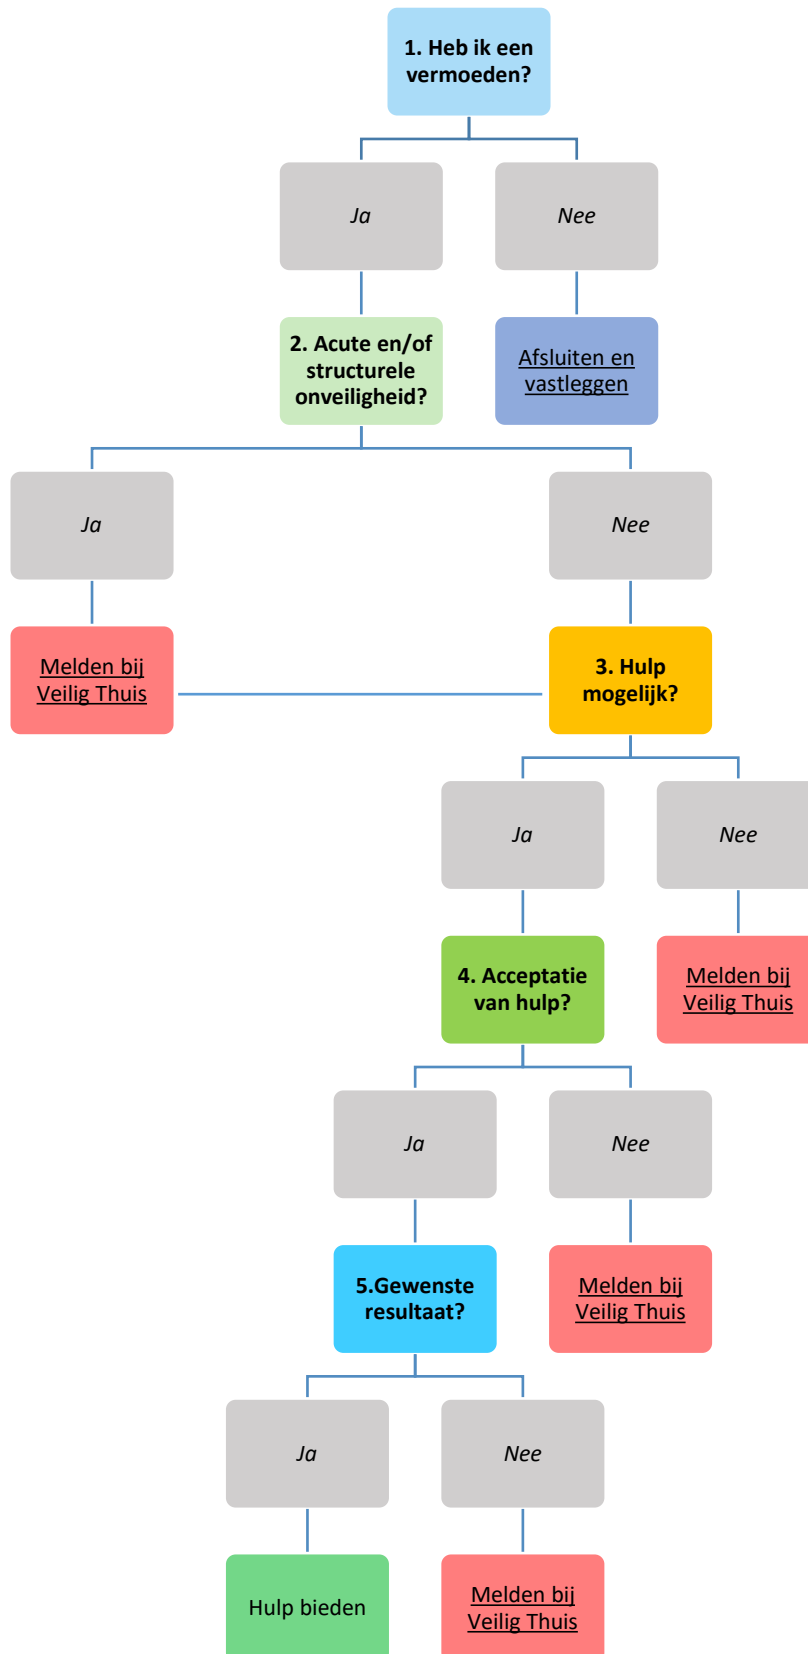 1. Heb ik een
vermoeden?
Ja
Nee
2. Acute en/of
structurele
onveiligheid?
Afsluiten en
vastleggen
Ja
Nee
Melden bij
Veilig Thuis
3. Hulp
mogelijk?
Ja
Nee
4. Acceptatie
van hulp?
Melden bij
Veilig Thuis
Ja
Nee
5.Gewenste
resultaat?
Melden bij
Veilig Thuis
Ja
Nee
Hulp bieden
Melden bij
Veilig Thuis